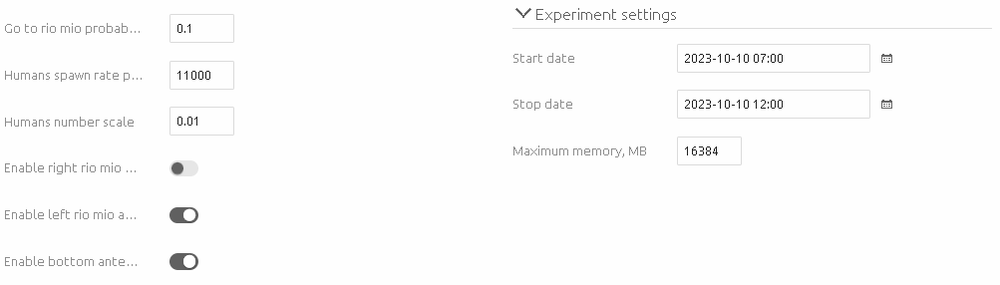 Go to rio mio probab...
0.1
Humans spawn rate p...
11000
Humans number scale
0.01
Enable right rio mio ...
Enable left rio mio a...
Enable bottom ante...
Experiment settings
Start date
2023-10-10 07:00
Stop date
2023-10-10 12:00
Maximum memory, MB
16384